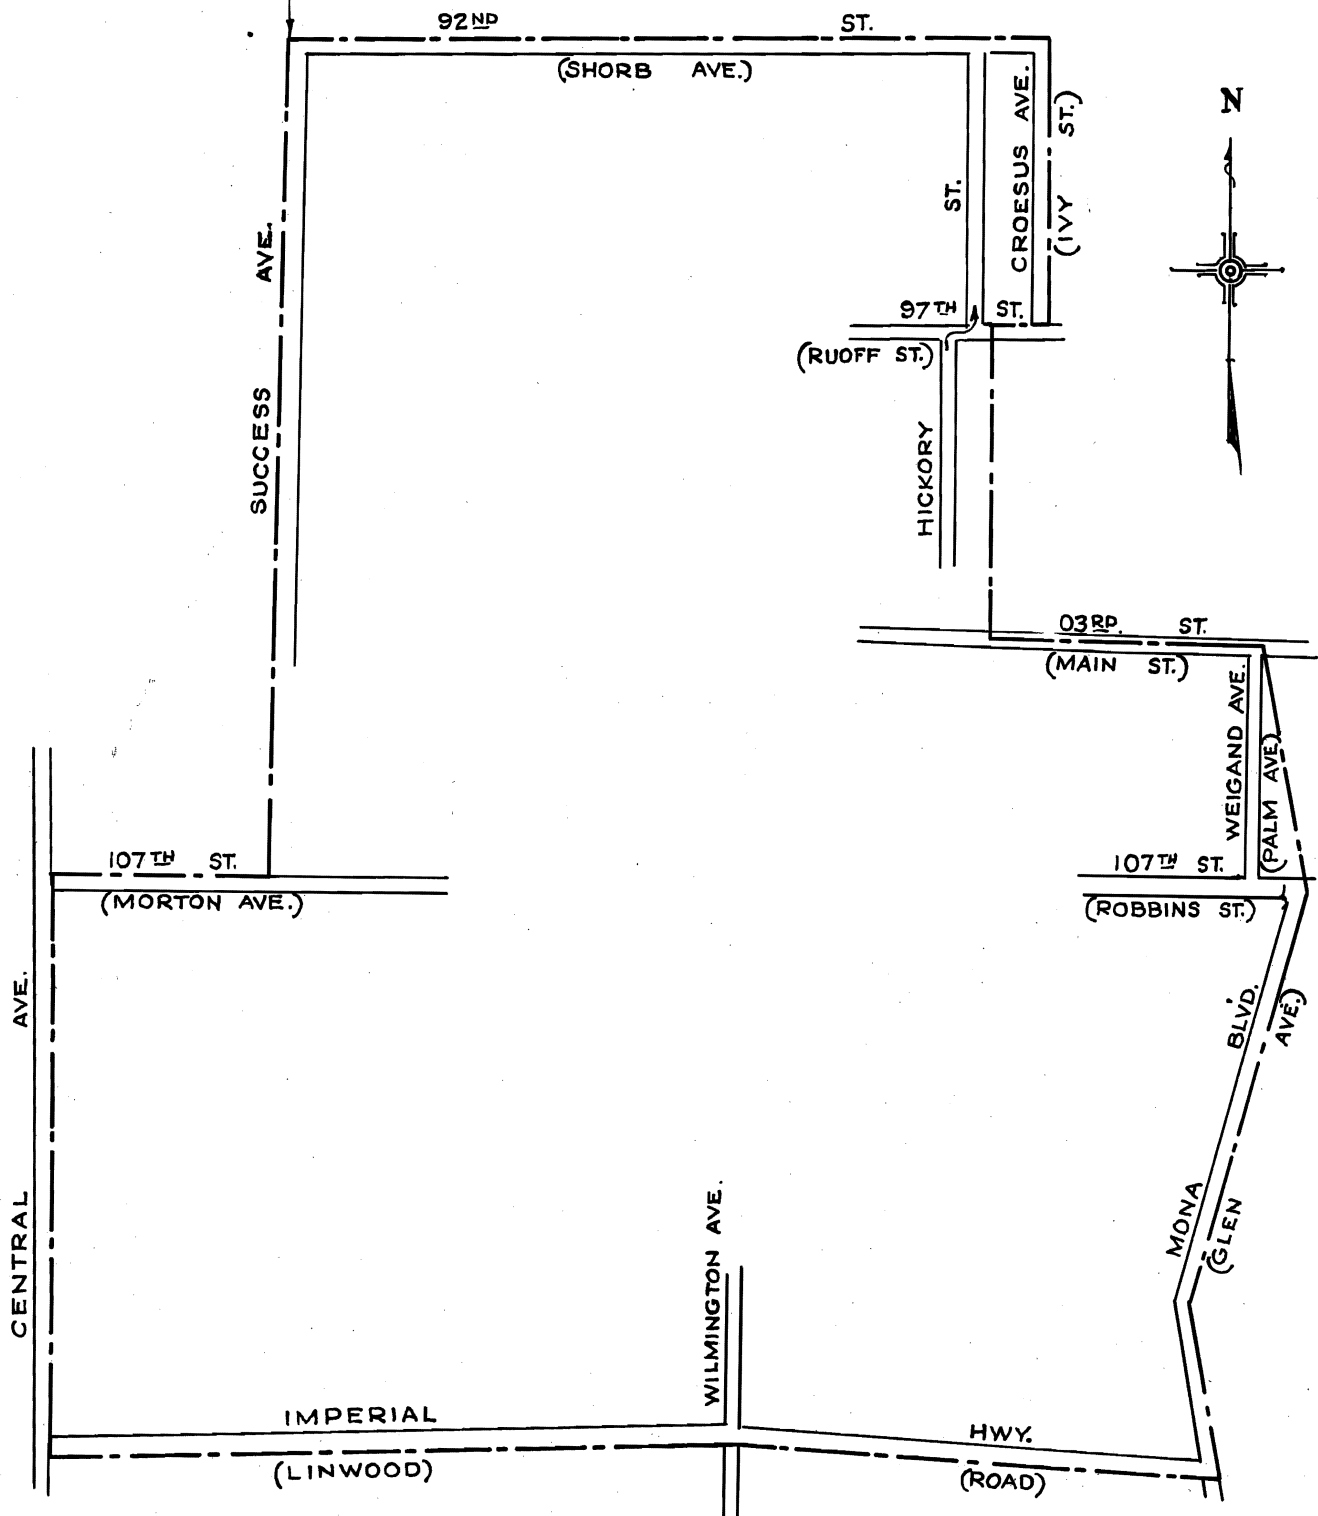 92ND ST.
(SHORB AVE.)
CROESUS AVE.
(IVY ST.)
N
SUCCESS AVE.
HICKORY ST.
97TH ST.
(RUOFF ST.)
03RD. ST.
(MAIN ST.)
WEIGAND AVE.
(PALM AVE)
107TH ST.
(MORTON AVE.)
107TH ST.
(ROBBINS ST.)
CENTRAL AVE.
MONA BLVD.
(GLEN AVE.)
WILMINGTON AVE.
IMPERIAL HWY.
(LINWOOD) (ROAD)